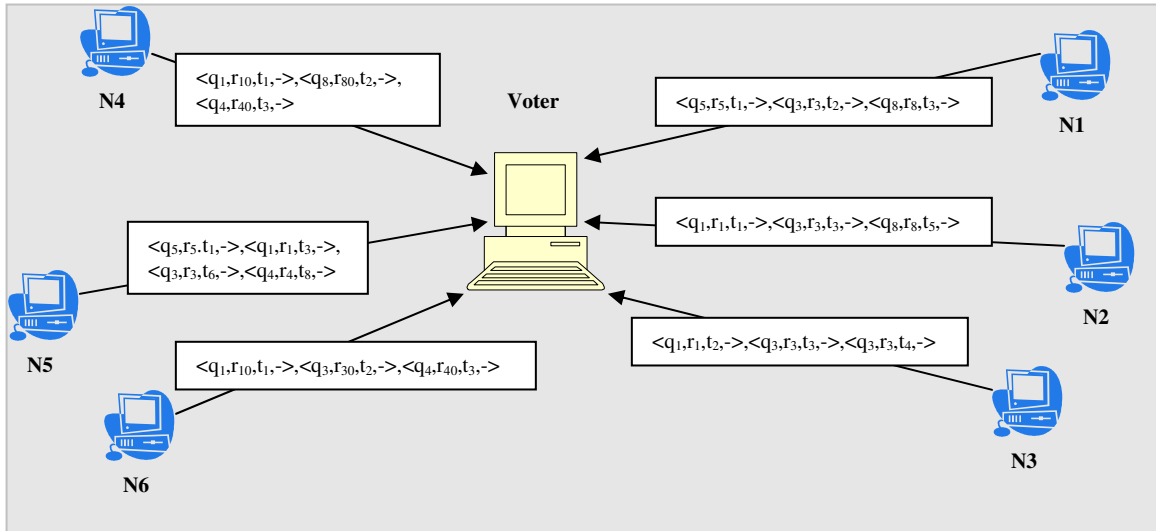 <q1,r10,t1,->,<q8,r80,t2,->,
<q4,r40,t3,->
N4
Voter
<q5,r5,t1,->,<q3,r3,t2,->,<q8,r8,t3,->
N1
<q1,r1,t1,->,<q3,r3,t3,->,<q8,r8,t5,->
N2
<q5,r5,t1,->,<q1,r1,t3,->,
<q3,r3,t6,->,<q4,r4,t8,->
N5
<q1,r1,t2,->,<q3,r3,t3,->,<q3,r3,t4,->
N3
<q1,r10,t1,->,<q3,r30,t2,->,<q4,r40,t3,->
N6